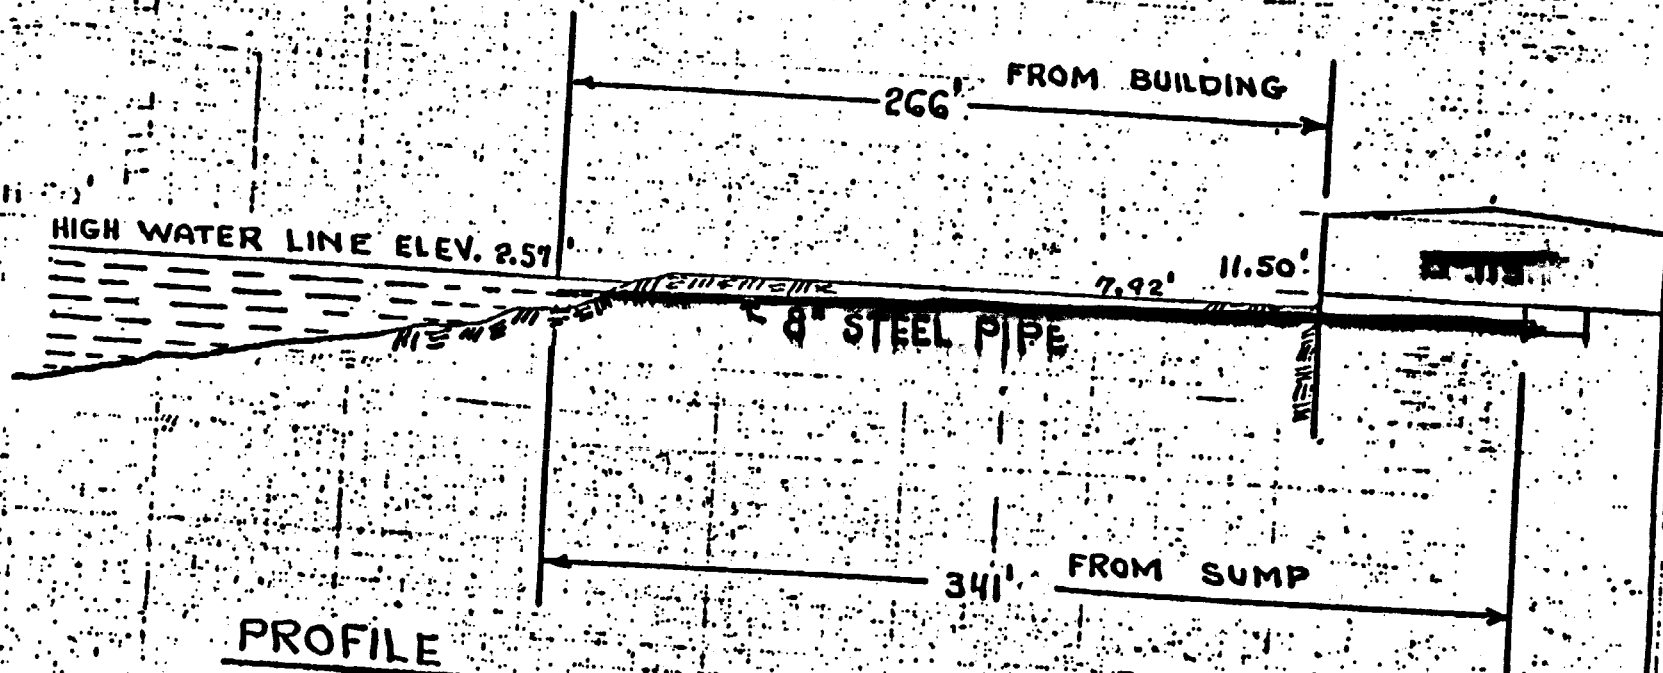 FROM BUILDING
266'
HIGH WATER LINE ELEV. 2.57'
11.50'
7.92'
8" STEEL PIPE
FROM SUMP
341'
PROFILE